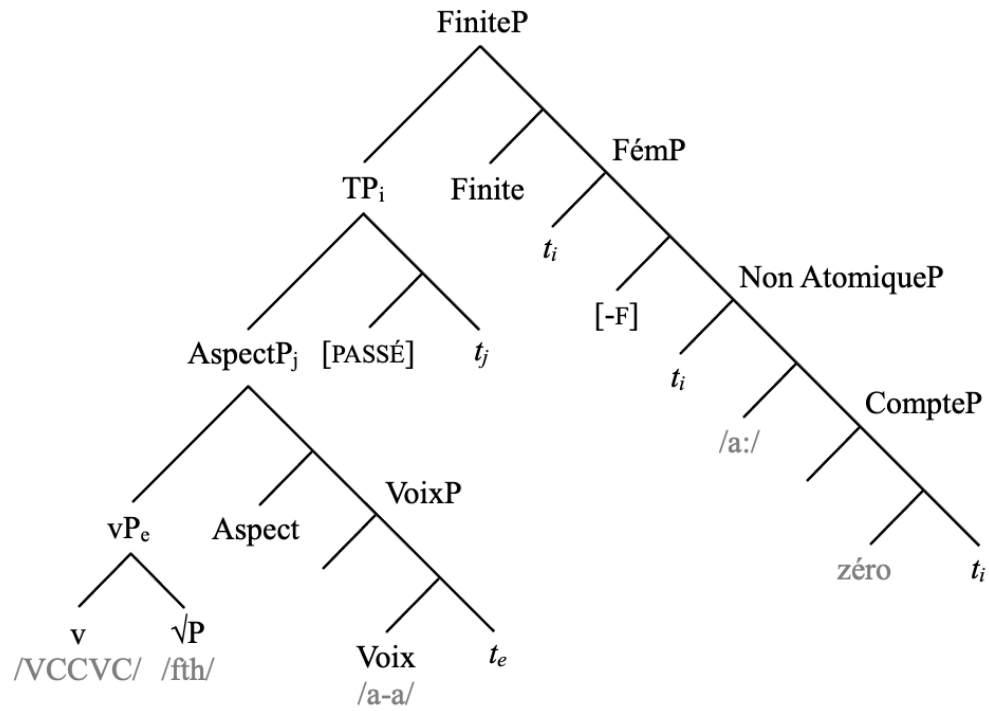 FiniteP
FémP
TPi
Finite
ti
Non AtomiqueP
[-F]
AspectPj
[PASSÉ]
tj
ti
CompteP
/a:/
VoixP
vPe
Aspect
zéro
ti
v
√P
Voix
te
/VCCVC/
/fth/
/a-a/